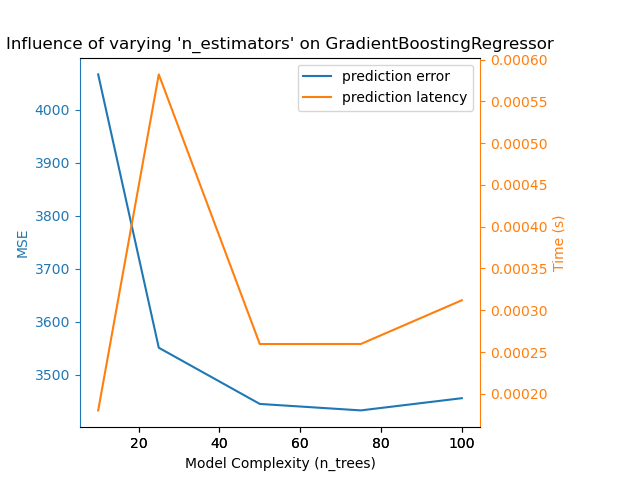 Influence of varying 'n_estimators' on GradientBoostingRegressor
prediction error
prediction latency
4000
3900
3800
3700
3600
3500
MSE
0.00060
0.00055
0.00050
0.00045
0.00040
0.00035
0.00030
0.00025
0.00020
Time (s)
20 40 60 80 100
Model Complexity (n_trees)